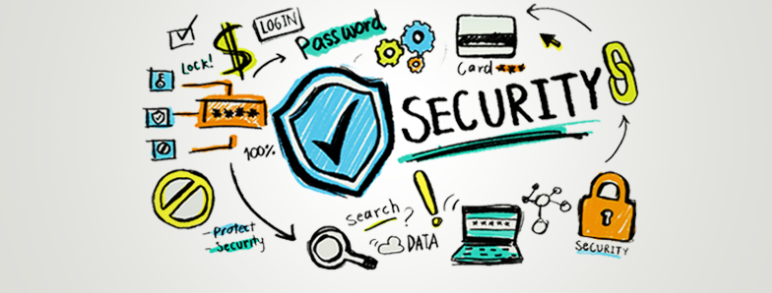 LOGIN
Password
Lock!
Card ***
****
SECURITY
100%
search ?
- Protect
- Security
DATA
*****
SECURITY